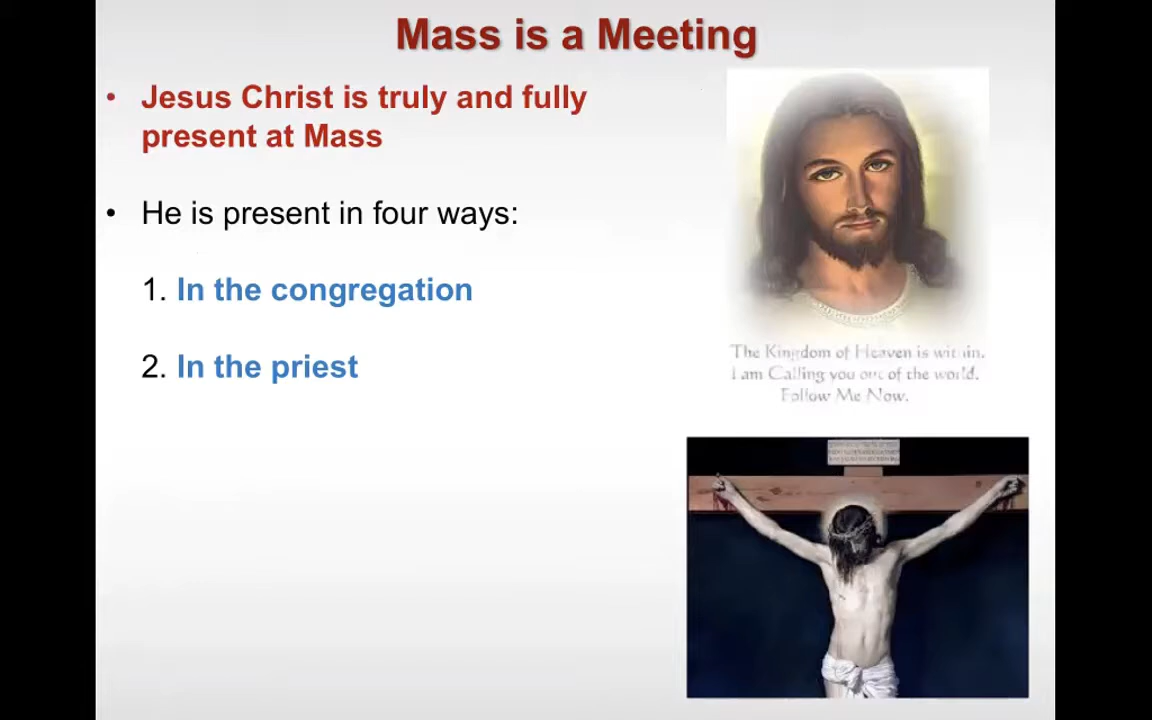 Mass is a Meeting
• Jesus Christ is truly and fully
present at Mass
• He is present in four ways:
1. In the congregation
2. In the priest
The Kingdom of Heaven is within.
I am Calling you out of the world.
Follow Me Now.